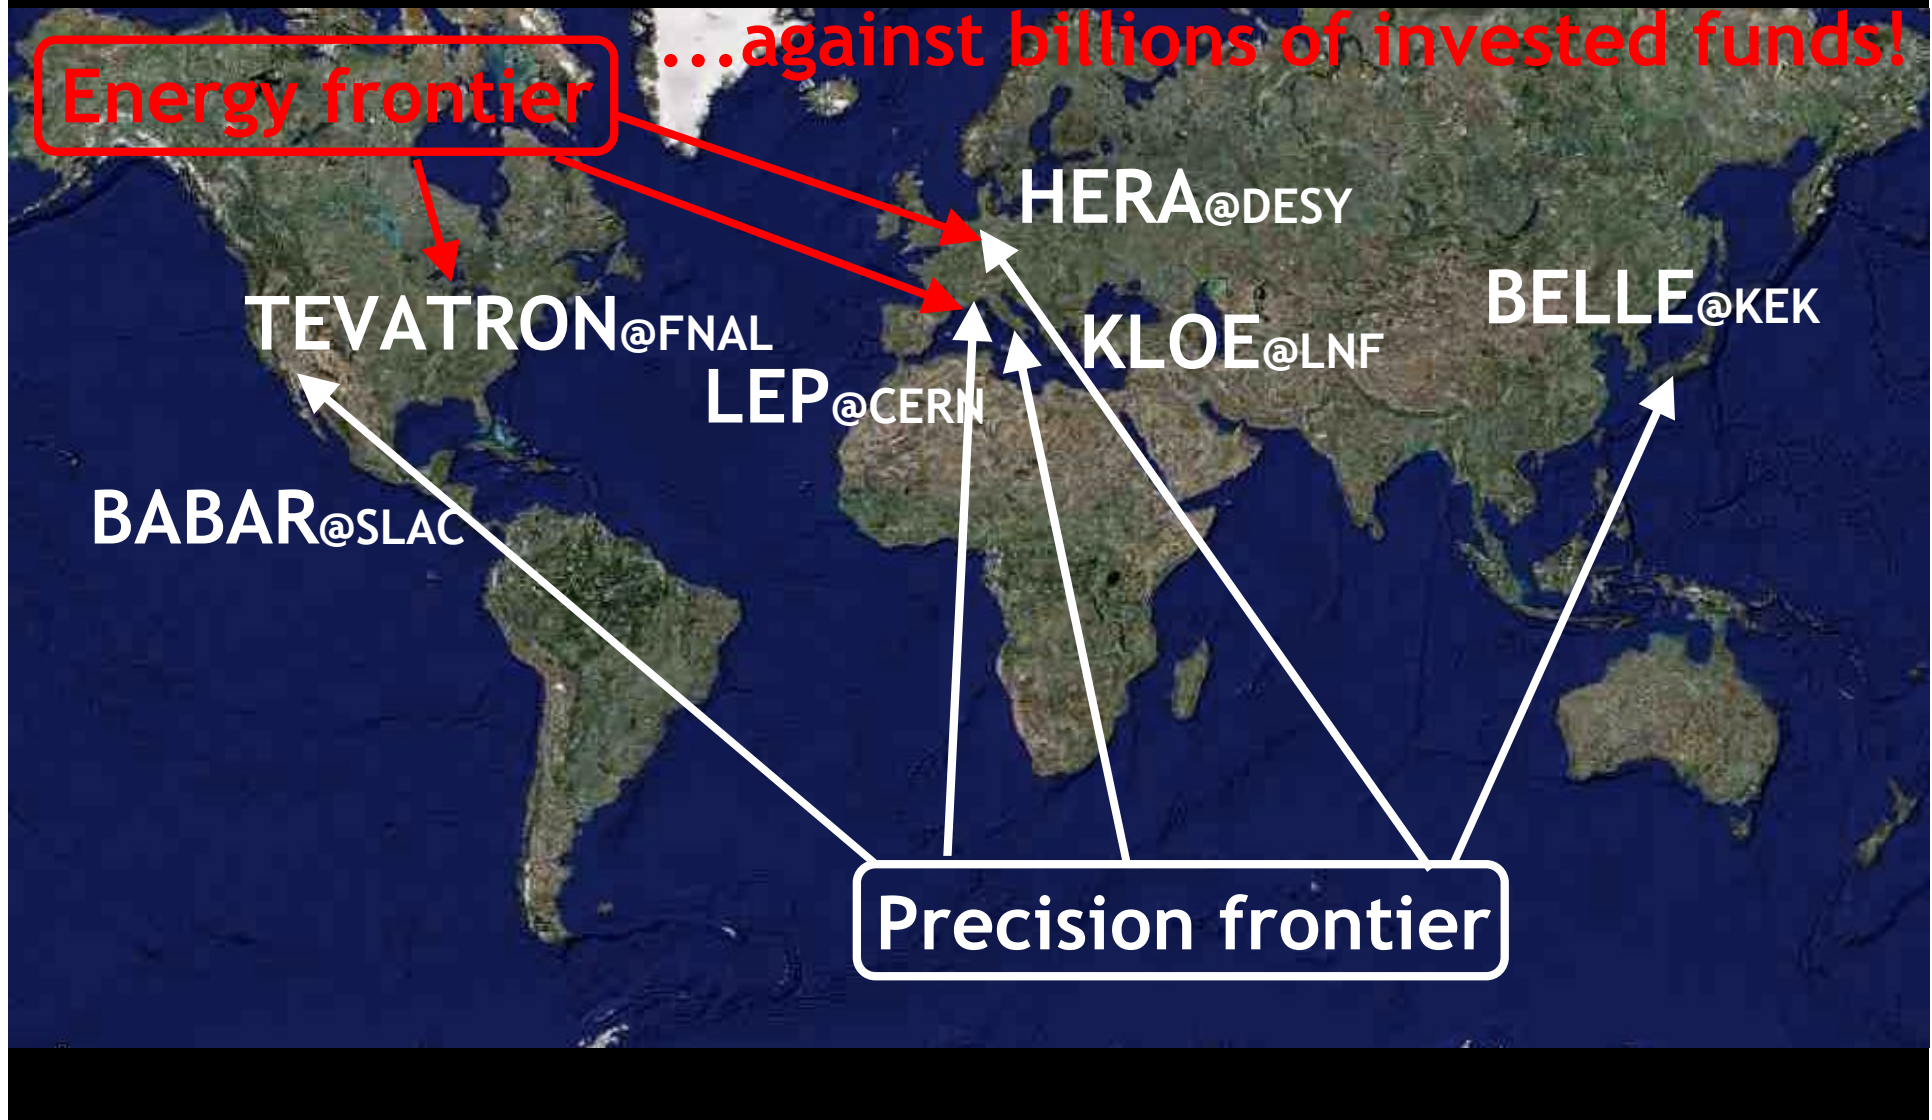 ...against billions of invested funds!
Energy frontier
HERA@DESY
BELLE@KEK
TEVATRON@FNAL
KLOE@LNF
LEP@CERN
BABAR@SLAC
Precision frontier